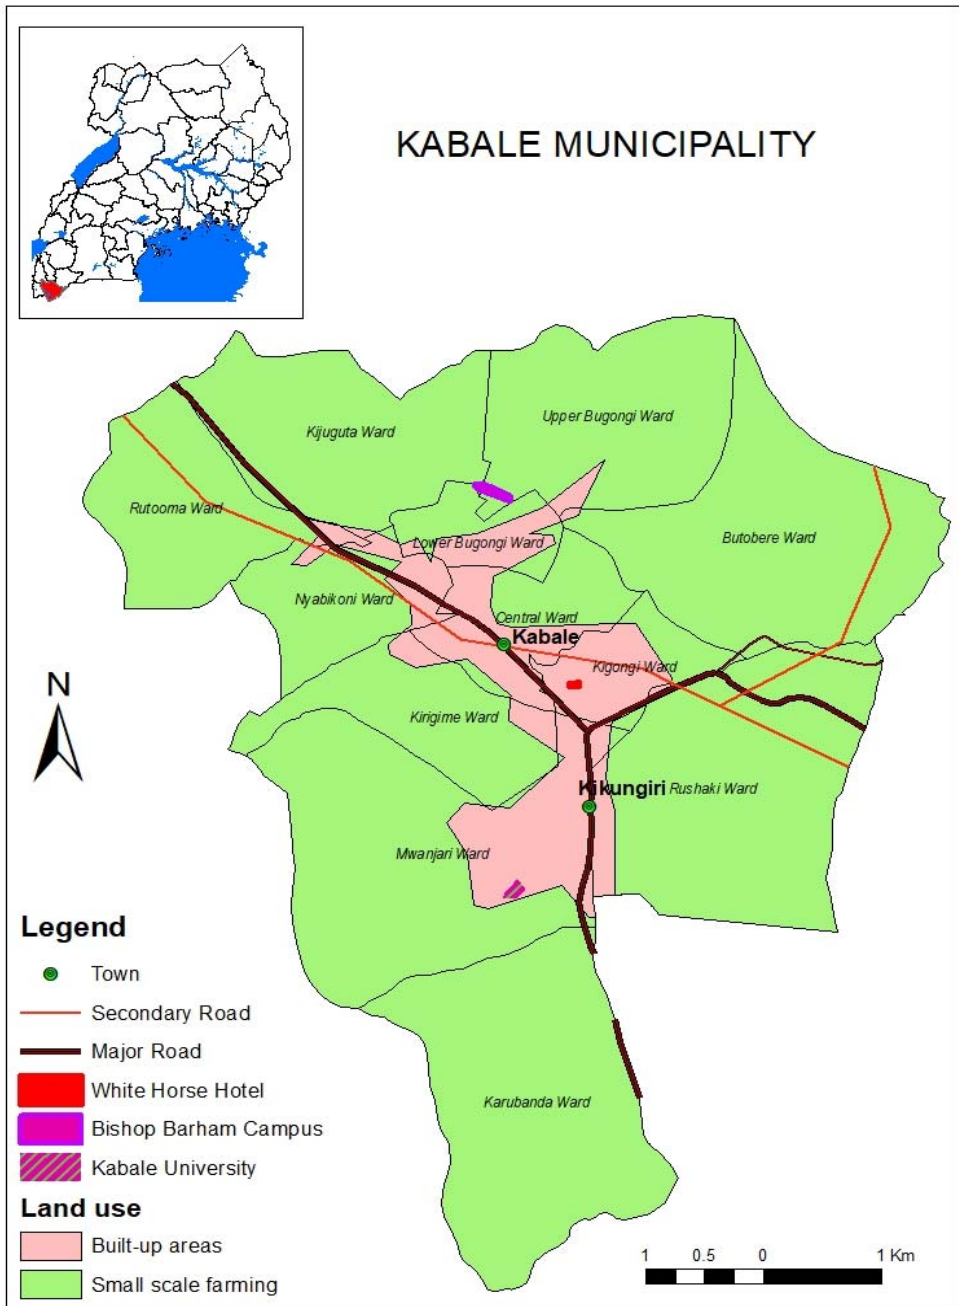 KABALE MUNICIPALITY
Upper Bugongi Ward
Kijuguta Ward
Rutooma Ward
Lower Bugongi Ward
Butobere Ward
Nyabikoni Ward
Central Ward
Kabale
Kigongi Ward
N
Kirigime Ward
Kikungiri
Rushaki Ward
Mwanjari Ward
Karubanda Ward
Legend
Town
Secondary Road
Major Road
White Horse Hotel
Bishop Barham Campus
Kabale University
Land use
Built-up areas
Small scale farming
1 0.5 0 1 Km